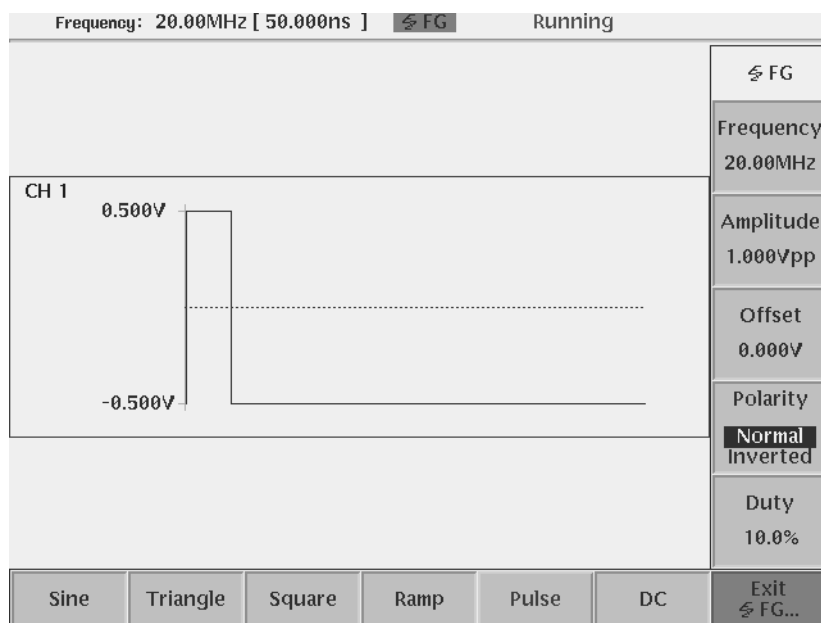 Frequency: 20.00MHz [ 50.000ns ] FG Running
FG
Frequency
20.00MHz
CH 1
0.500V
-0.500V
Amplitude
1.000Vpp
Offset
0.000V
Polarity
Normal
Inverted
Duty
10.0%
Sine Triangle Square Ramp Pulse DC
Exit
FG...